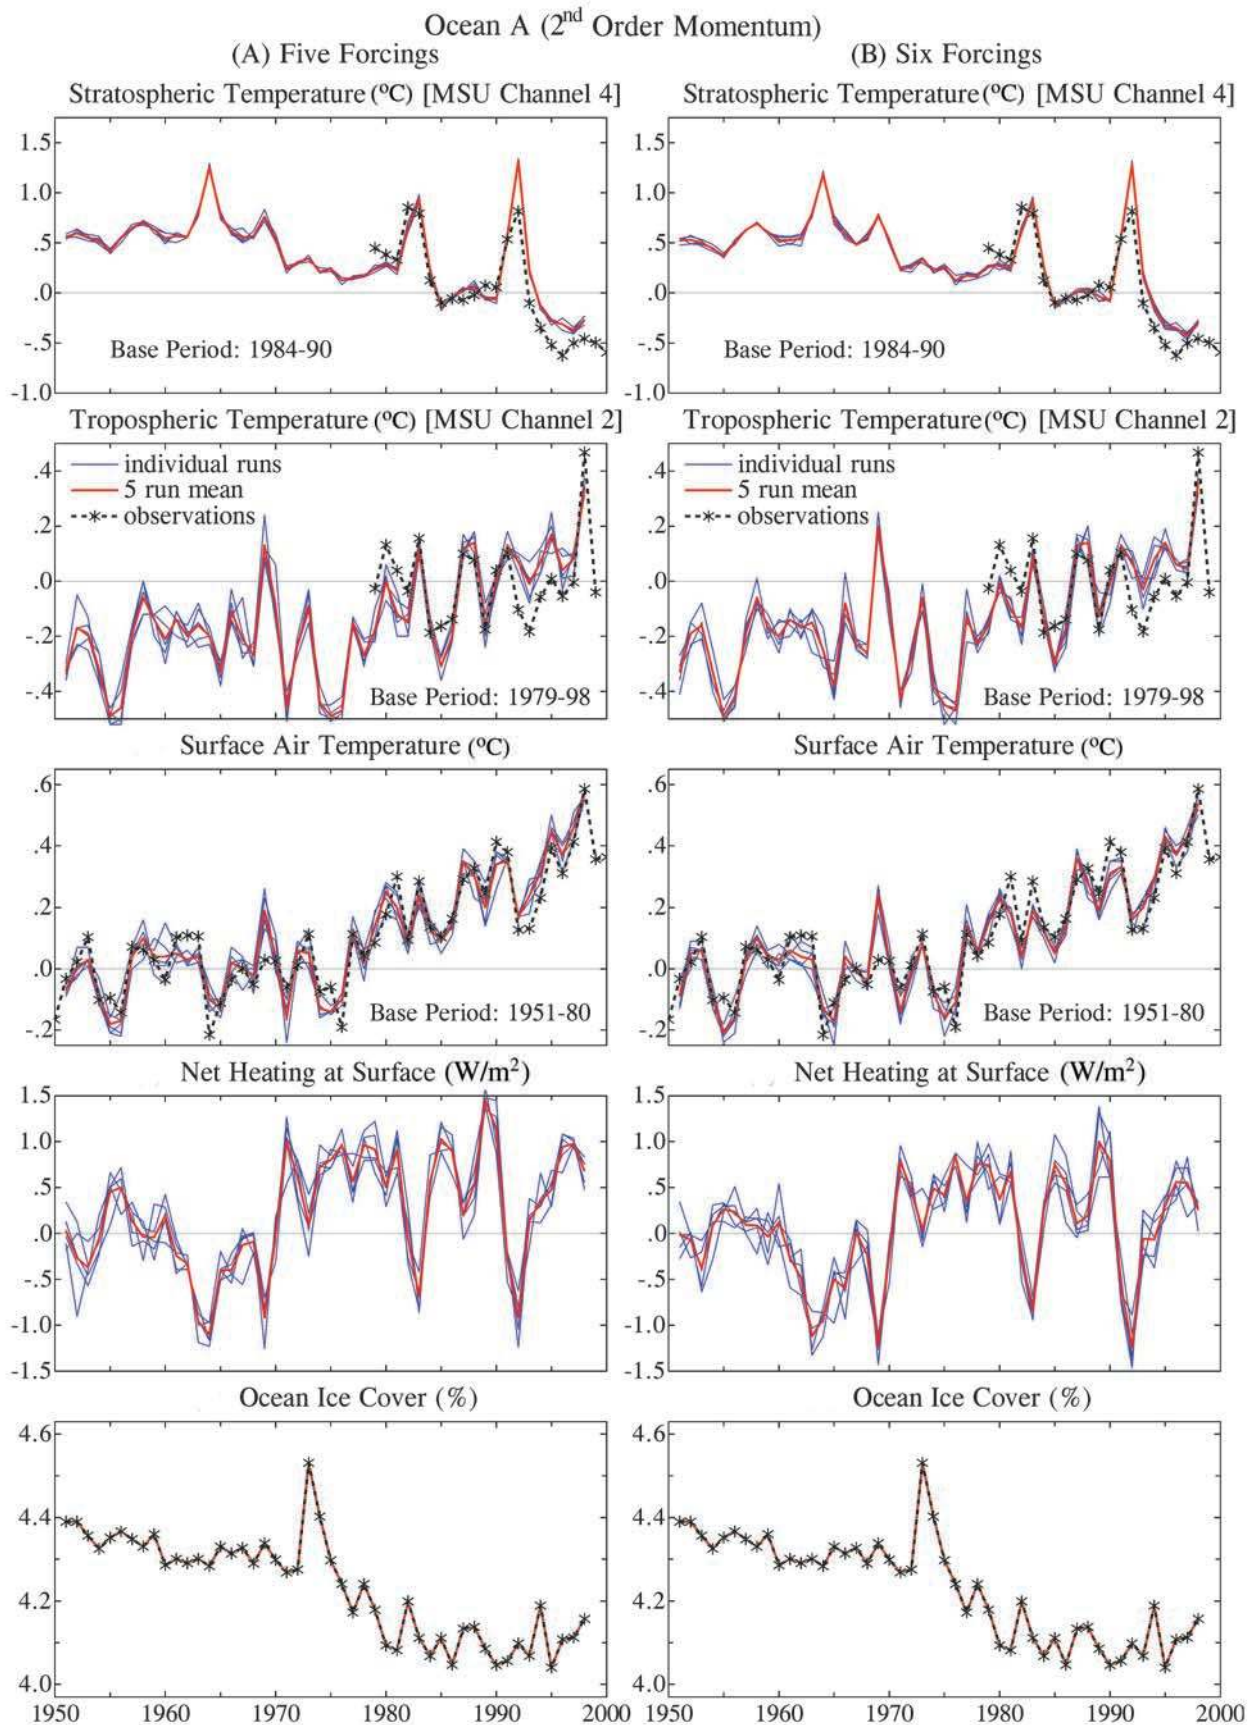 Ocean A (2nd Order Momentum)
(A) Five Forcings
(B) Six Forcings
Stratospheric Temperature (ºC) [MSU Channel 4]
1.5
1.0
.5
.0
-.5
-1.0
Base Period: 1984-90
Stratospheric Temperature(ºC) [MSU Channel 4]
Base Period: 1984-90
Tropospheric Temperature (ºC) [MSU Channel 2]
.4
.2
.0
-.2
-.4
individual runs
5 run mean
observations
Base Period: 1979-98
Tropospheric Temperature(ºC) [MSU Channel 2]
individual runs
5 run mean
observations
Base Period: 1979-98
Surface Air Temperature (ºC)
.6
.4
.2
.0
-.2
Base Period: 1951-80
Surface Air Temperature (ºC)
Base Period: 1951-80
Net Heating at Surface (W/m2)
1.5
1.0
.5
.0
-.5
-1.0
-1.5
Net Heating at Surface (W/m2)
Ocean Ice Cover (%)
4.6
4.4
4.2
4.0
1950 1960 1970 1980 1990 2000
Ocean Ice Cover (%)
1960 1970 1980 1990 2000